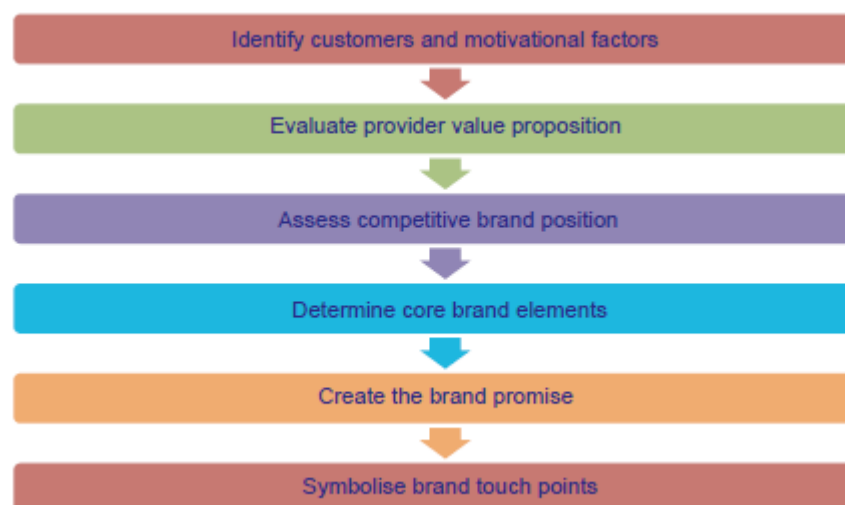 Identify customers and motivational factors
Evaluate provider value proposition
Assess competitive brand position
Determine core brand elements
Create the brand promise
Symbolise brand touch points